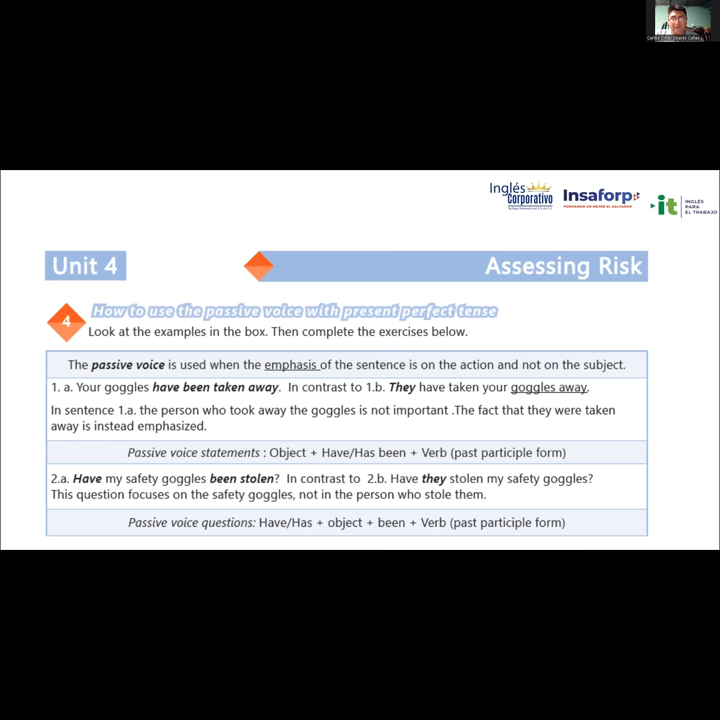 Inglés
Corporativo
Insaforp
FORMANDO UN MEJOR EL SALVADOR
it
INGLÉS
PARA
EL TRABAJO
Unit 4
Assessing Risk
4
How to use the passive voice with present perfect tense
Look at the examples in the box. Then complete the exercises below.
The passive voice is used when the emphasis of the sentence is on the action and not on the subject.
1. a. Your goggles have been taken away. In contrast to 1.b. They have taken your goggles away.
In sentence 1.a. the person who took away the goggles is not important .The fact that they were taken
away is instead emphasized.
Passive voice statements : Object + Have/Has been + Verb (past participle form)
2.a. Have my safety goggles been stolen? In contrast to 2.b. Have they stolen my safety goggles?
This question focuses on the safety goggles, not in the person who stole them.
Passive voice questions: Have/Has + object + been + Verb (past participle form)